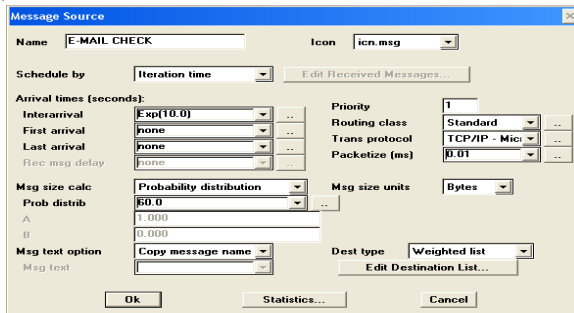 Message Source
Name E-MAIL CHECK Icon icn.msg
Schedule by Iteration time Edit Received Messages...
Arrival times (seconds):
Interarrival Exp(10.0) ..
First arrival none ..
Last arrival none ..
Rec msg delay none ..
Priority 1
Routing class Standard ..
Trans protocol TCP/IP - Mic ..
Packetize (ms) 0.01 ..
Msg size calc Probability distribution Msg size units Bytes
Prob distrib 60.0 ..
A 1.000
B 0.000
Msg text option Copy message name Dest type Weighted list
Msg text Edit Destination List...
Ok Statistics... Cancel